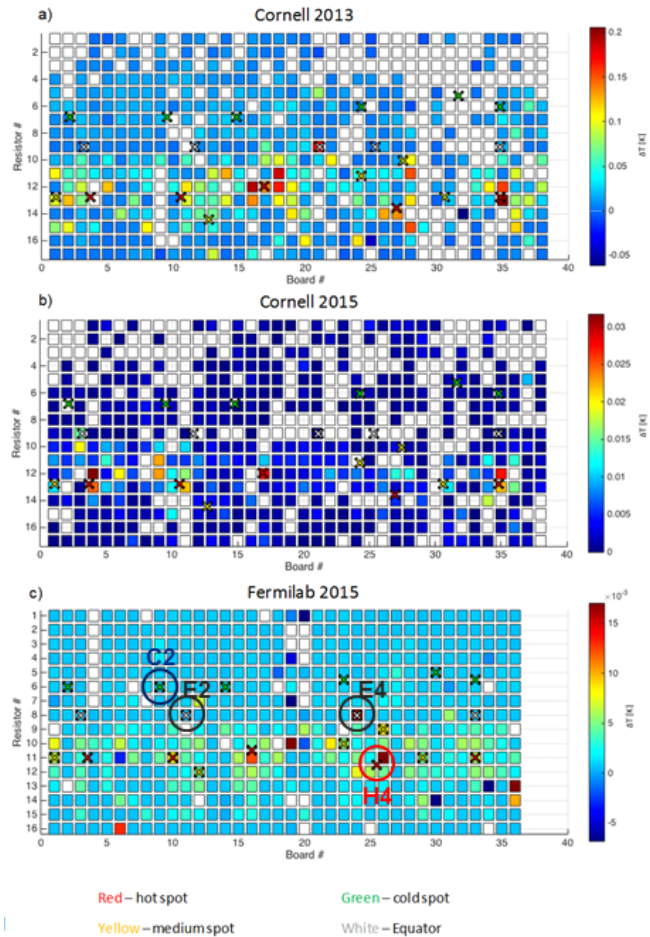 a) Cornell 2013
2
4
6
8
10
12
14
16
Resistor #
0 5 10 15 20 25 30 35 40
Board #
0.2
0.15
0.1
0.05
0
-0.05
ΔT [K]
b) Cornell 2015
2
4
6
8
10
12
14
16
Resistor #
0 5 10 15 20 25 30 35 40
Board #
0.03
0.025
0.02
0.015
0.01
0.005
0
ΔT [K]
c) Fermilab 2015
1
2
3
4
5
6
7
8
9
10
11
12
13
14
15
16
Resistor #
C2
E2
E4
H4
0 5 10 15 20 25 30 35 40
Board #
×10⁻³
15
10
5
0
-5
ΔT [K]
Red – hot spot Green – cold spot
Yellow – medium spot White – Equator